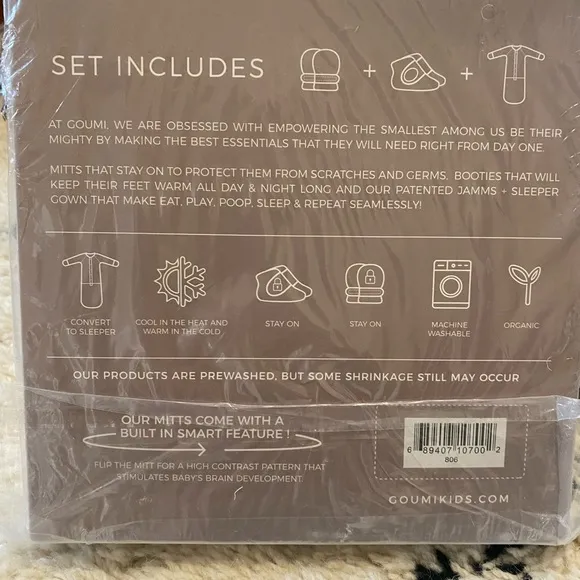 SET INCLUDES + +
AT GOUMI, WE ARE OBSESSED WITH EMPOWERING THE SMALLEST AMONG US BE THEIR
MIGHTY BY MAKING THE BEST ESSENTIALS THAT THEY WILL NEED RIGHT FROM DAY ONE.
MITTS THAT STAY ON TO PROTECT THEM FROM SCRATCHES AND GERMS. BOOTIES THAT WILL
KEEP THEIR FEET WARM ALL DAY & NIGHT LONG AND OUR PATENTED JAMMS + SLEEPER
GOWN THAT MAKE EAT, PLAY, POOP, SLEEP & REPEAT SEAMLESSLY!
CONVERT
TO SLEEPER
COOL IN THE HEAT AND
WARM IN THE COLD
STAY ON
STAY ON
MACHINE
WASHABLE
ORGANIC
OUR PRODUCTS ARE PREWASHED, BUT SOME SHRINKAGE STILL MAY OCCUR
OUR MITTS COME WITH A
BUILT IN SMART FEATURE !
FLIP THE MITT FOR A HIGH CONTRAST PATTERN THAT
STIMULATES BABY'S BRAIN DEVELOPMENT.
6 89407 10700 2
806
GOUMIKIDS.COM